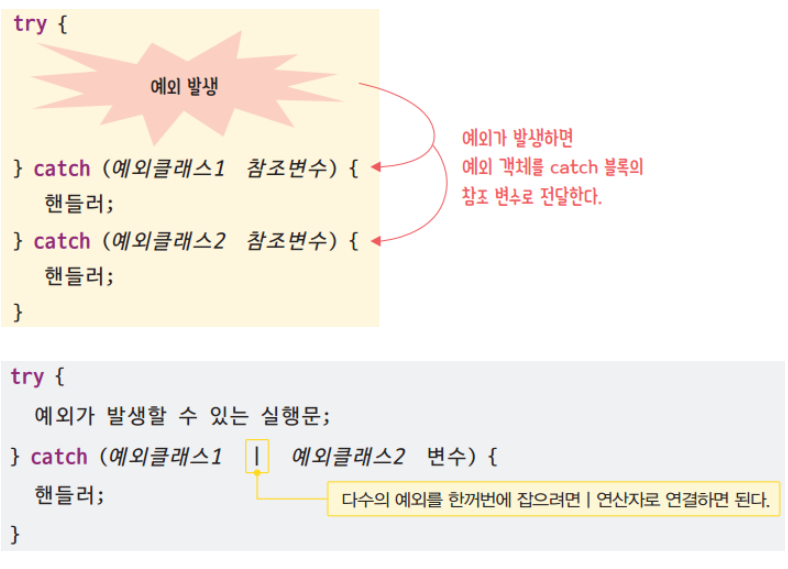 try {
예외 발생
예외가 발생하면
예외 객체를 catch 블록의
참조 변수로 전달한다.
} catch (예외클래스1 참조변수) {
핸들러;
} catch (예외클래스2 참조변수) {
핸들러;
}
try {
예외가 발생할 수 있는 실행문;
} catch (예외클래스1 | 예외클래스2 변수) {
핸들러;
다수의 예외를 한꺼번에 잡으려면 | 연산자로 연결하면 된다.
}